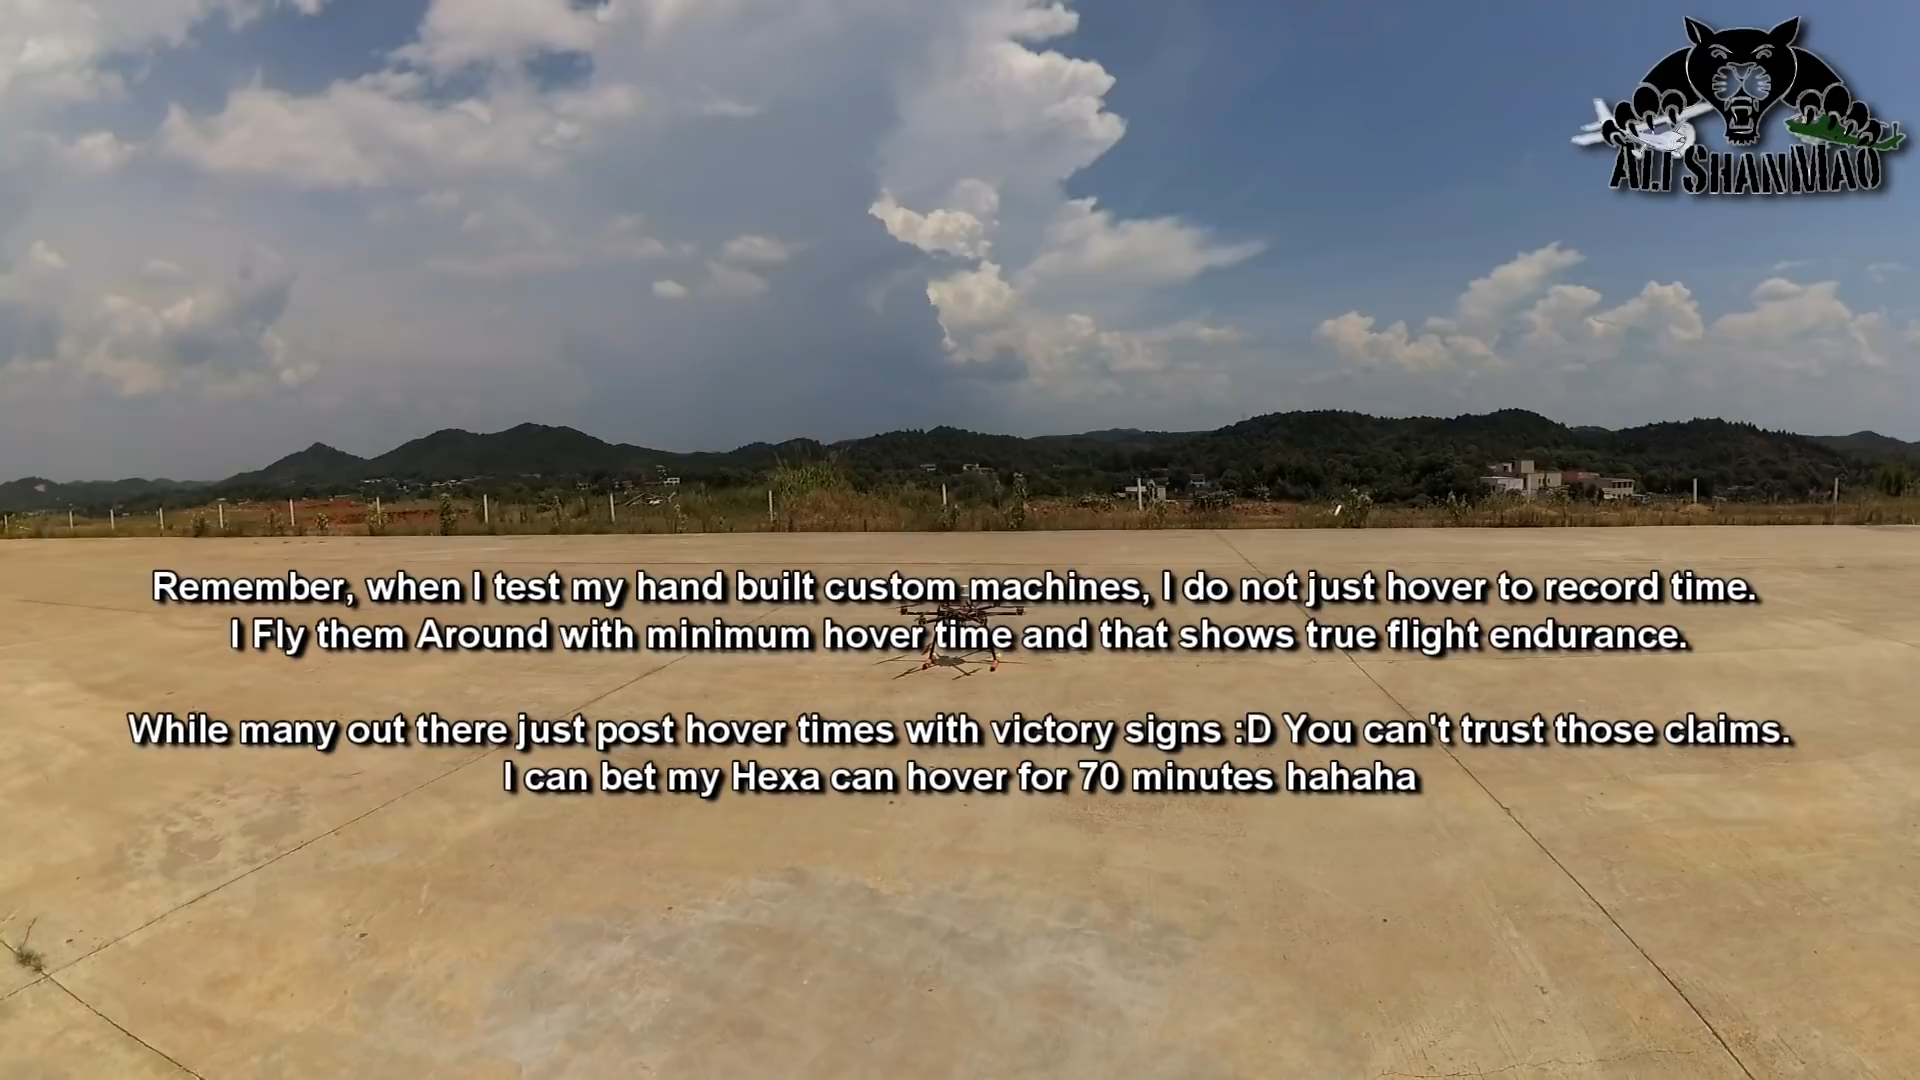 ALI SHANMAO
Remember, when I test my hand built custom machines, I do not just hover to record time.
I Fly them Around with minimum hover time and that shows true flight endurance.
While many out there just post hover times with victory signs :D You can't trust those claims.
I can bet my Hexa can hover for 70 minutes hahaha